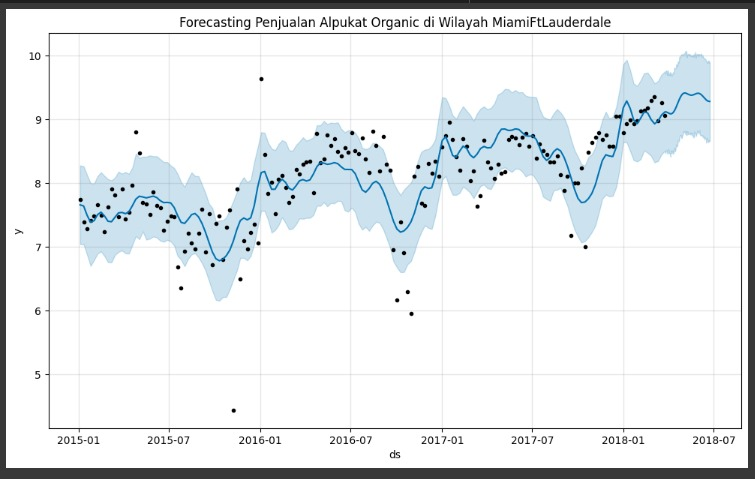 Forecasting Penjualan Alpukat Organic di Wilayah MiamiFtLauderdale
10
9
8
7
6
5
y
2015-01 2015-07 2016-01 2016-07 2017-01 2017-07 2018-01 2018-07
ds